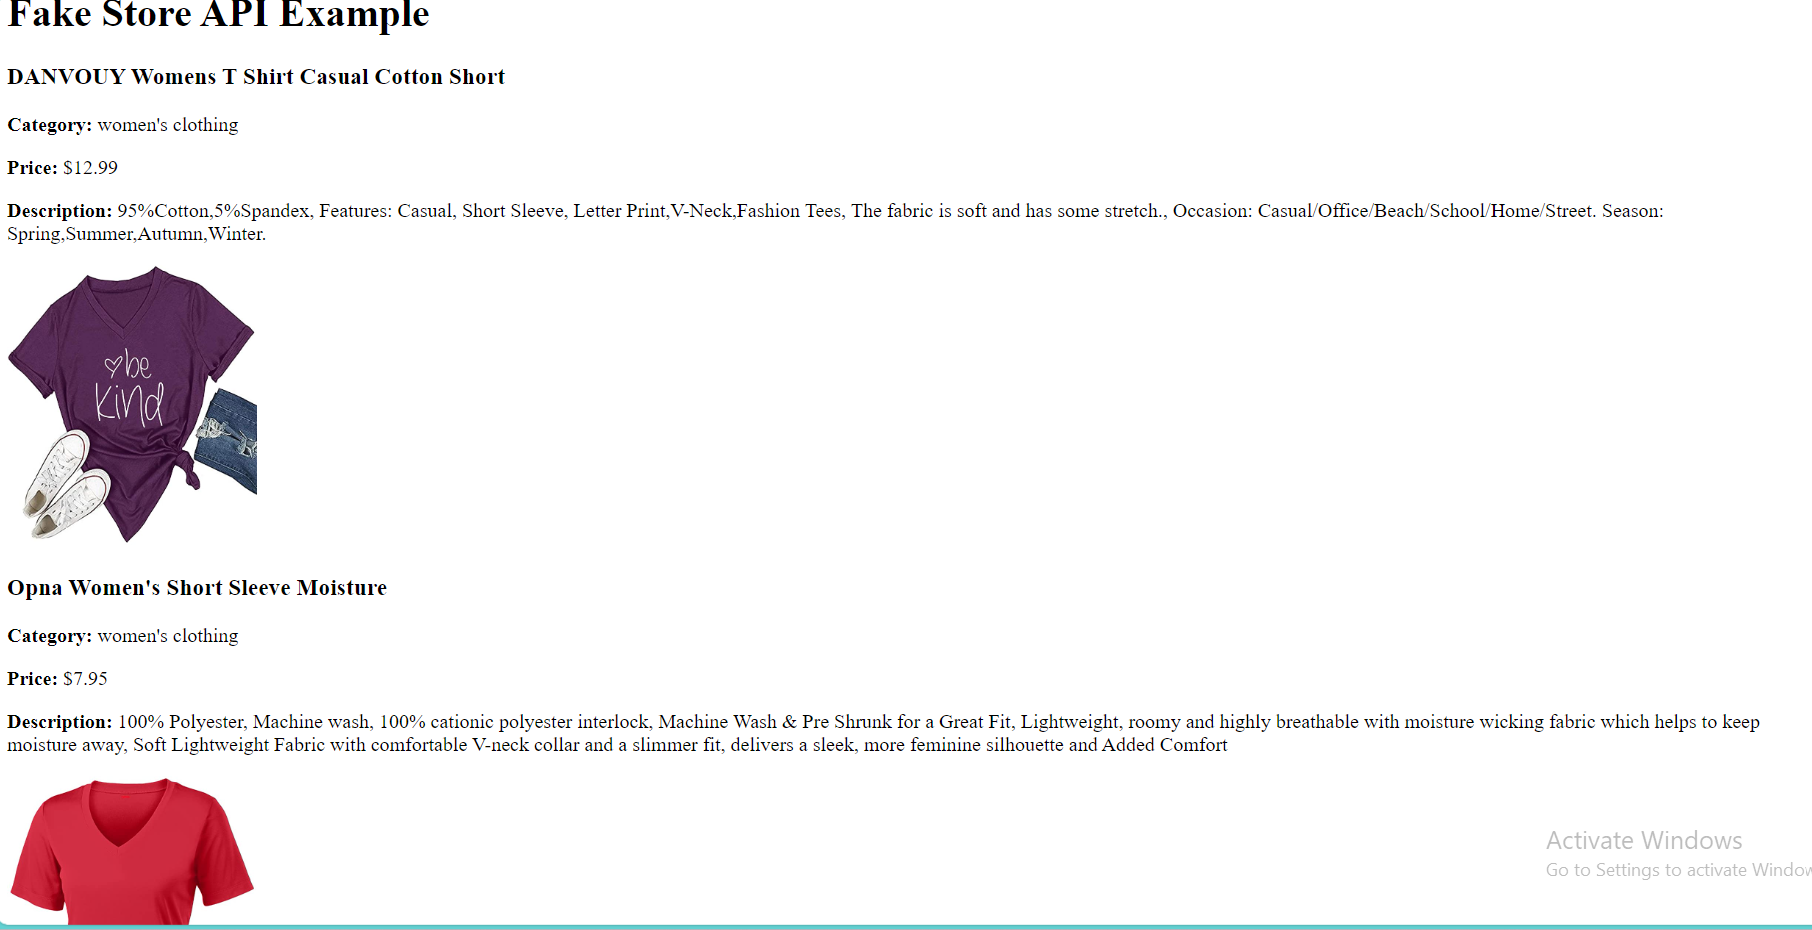 Fake Store API Example
DANVOUY Womens T Shirt Casual Cotton Short
Category: women's clothing
Price: $12.99
Description: 95%Cotton,5%Spandex, Features: Casual, Short Sleeve, Letter Print,V-Neck,Fashion Tees, The fabric is soft and has some stretch., Occasion: Casual/Office/Beach/School/Home/Street. Season:
Spring,Summer,Autumn,Winter.
be
kind
Opna Women's Short Sleeve Moisture
Category: women's clothing
Price: $7.95
Description: 100% Polyester, Machine wash, 100% cationic polyester interlock, Machine Wash & Pre Shrunk for a Great Fit, Lightweight, roomy and highly breathable with moisture wicking fabric which helps to keep
moisture away, Soft Lightweight Fabric with comfortable V-neck collar and a slimmer fit, delivers a sleek, more feminine silhouette and Added Comfort
Activate Windows
Go to Settings to activate Window